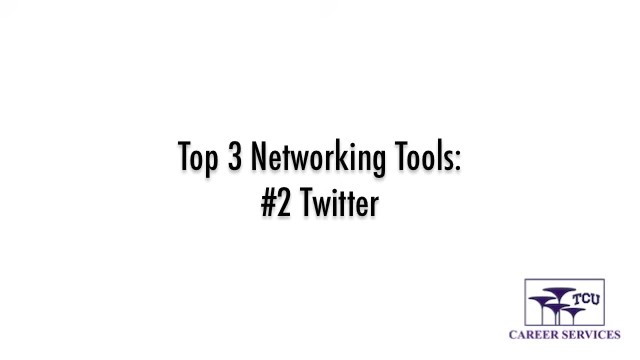 Top 3 Networking Tools:
#2 Twitter
TCU
CAREER SERVICES